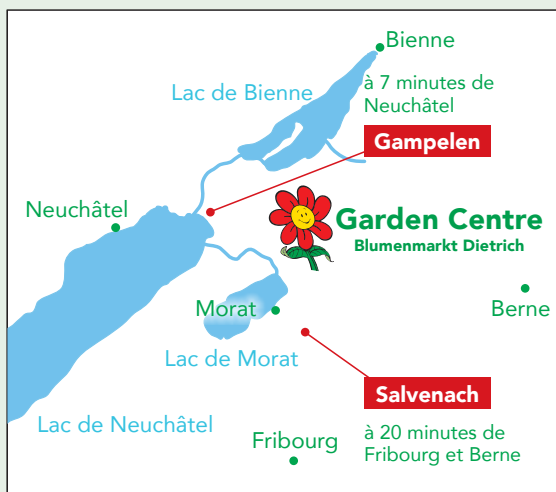 Bienne
Lac de Bienne
à 7 minutes de
Neuchâtel
Gampelen
Neuchâtel
Garden Centre
Blumenmarkt Dietrich
Berne
Morat
Lac de Morat
Salvenach
Lac de Neuchâtel
à 20 minutes de
Fribourg et Berne
Fribourg